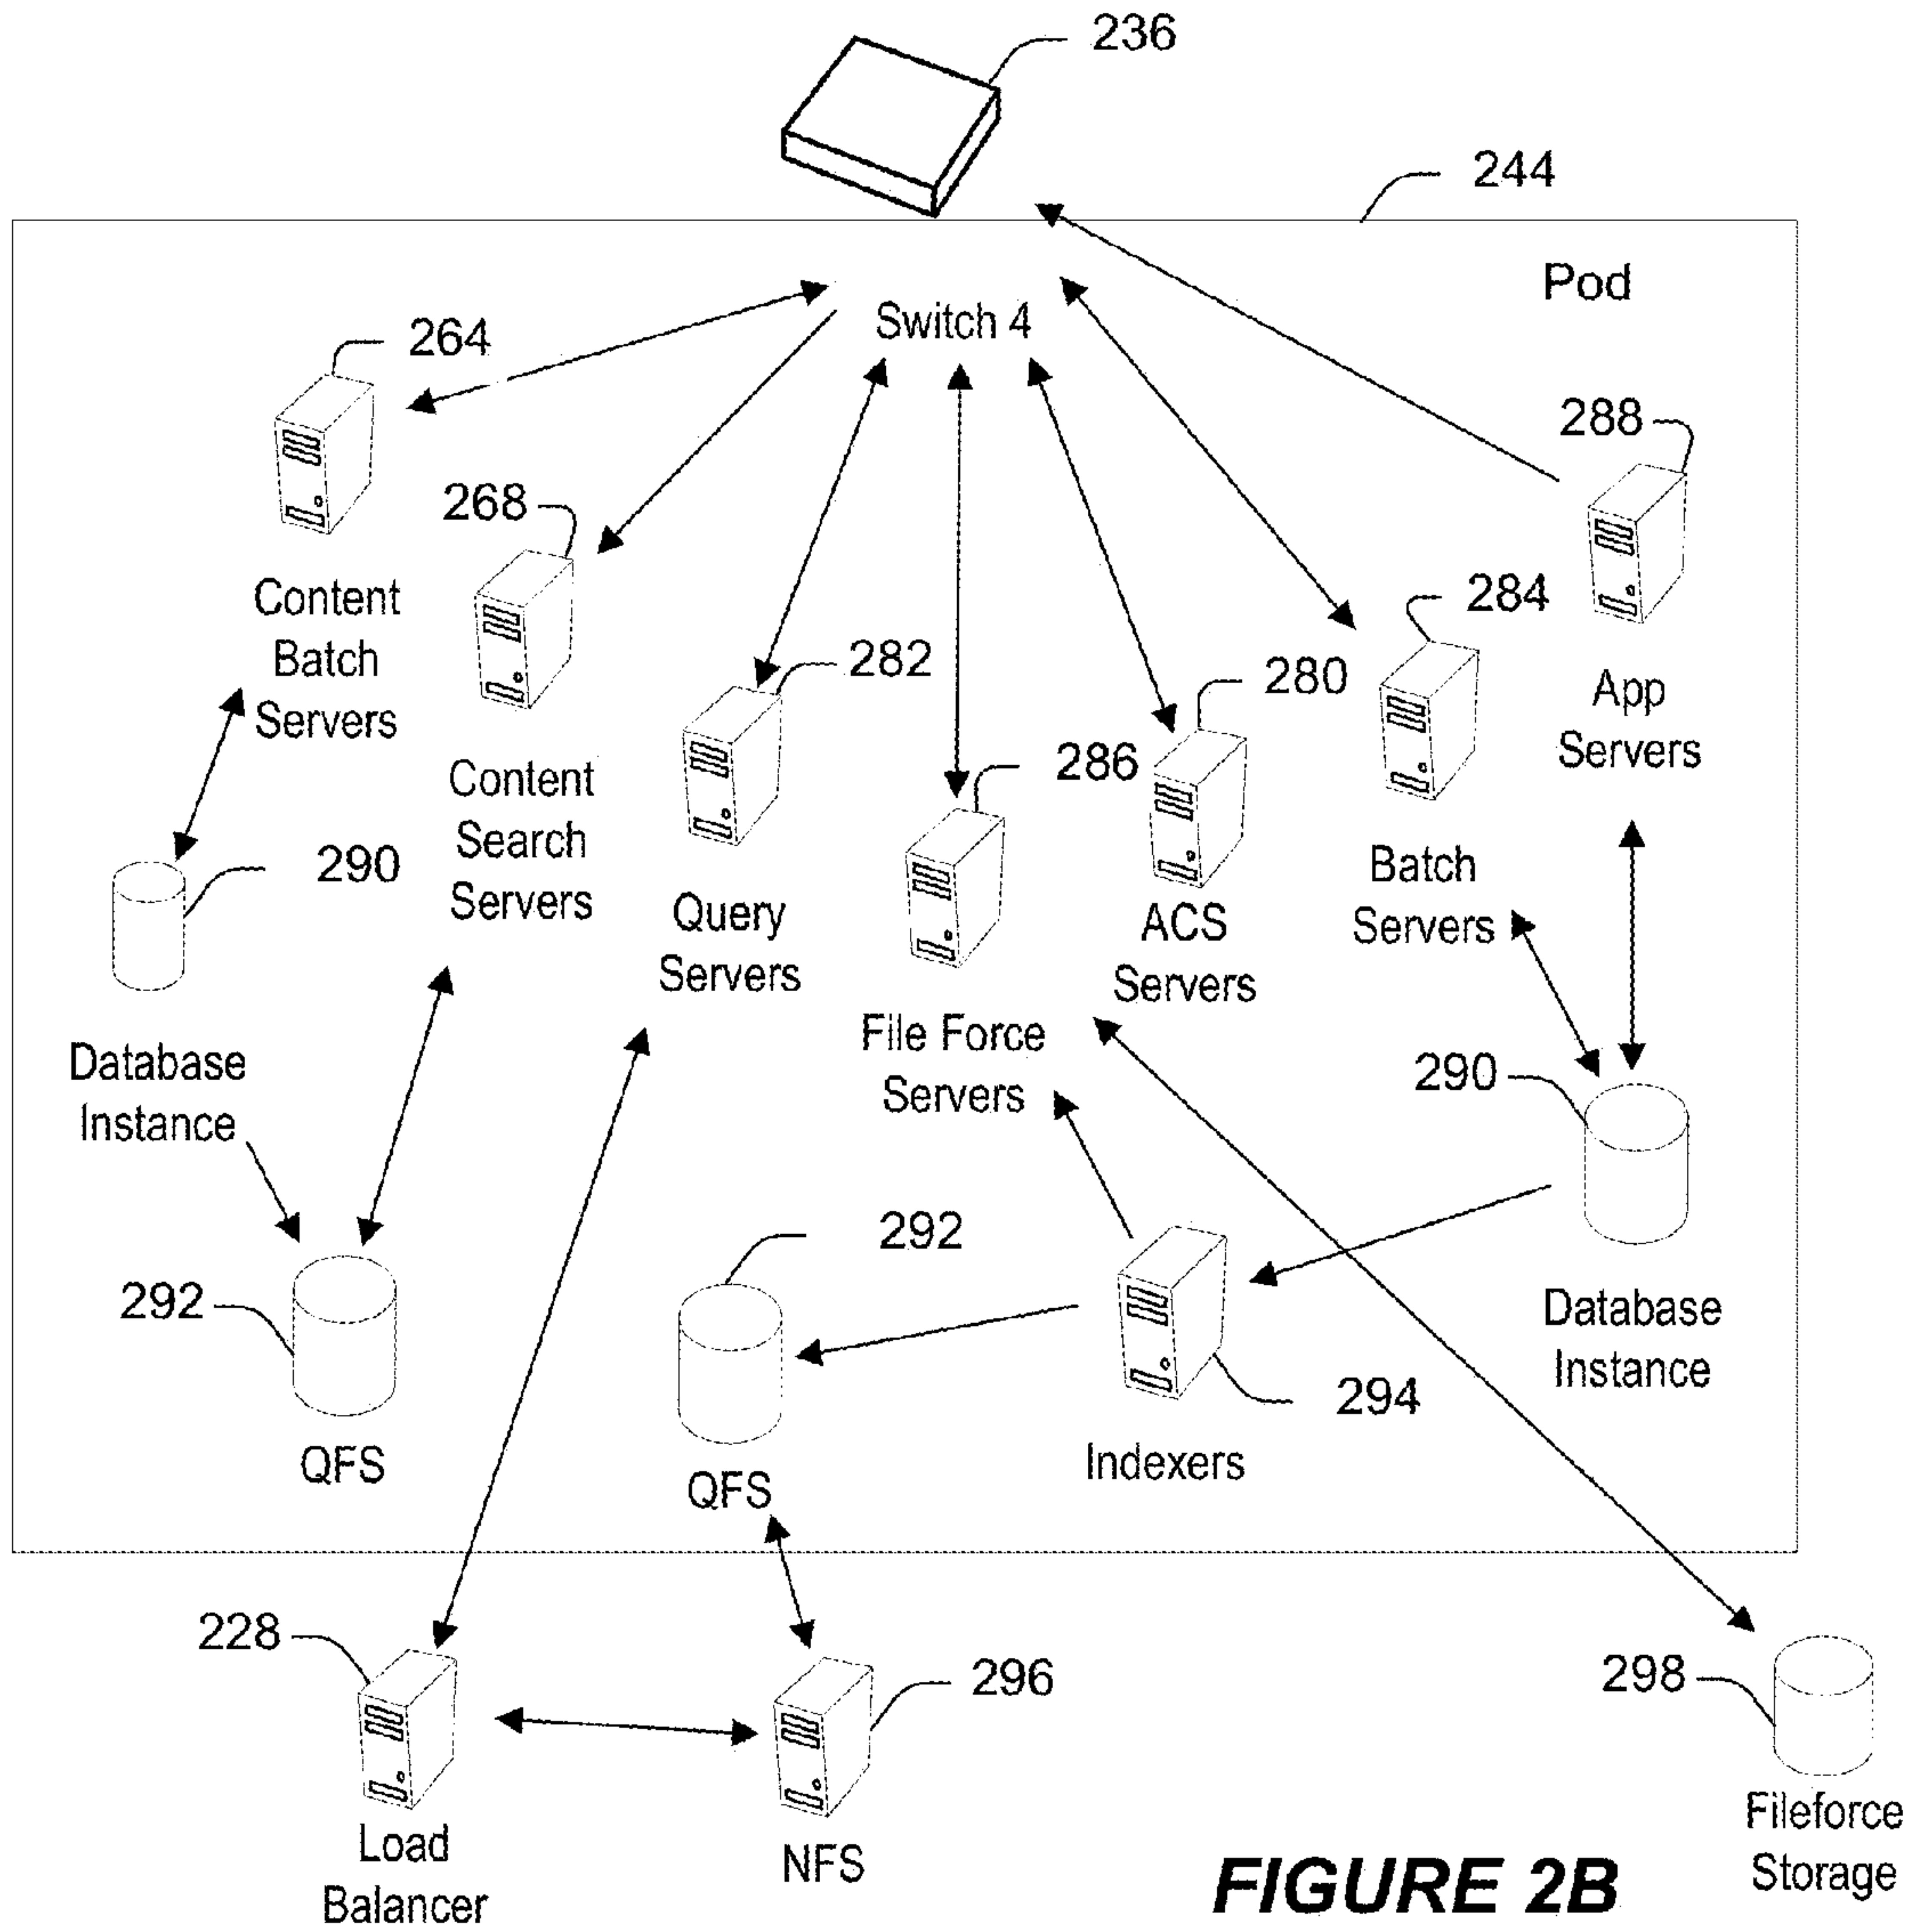 236
244
Pod
Switch 4
264
288
268
Content
Batch
Servers
284
282
280
App
Servers
286
Content
Search
Servers
290
Batch
Servers
Query
Servers
ACS
Servers
File Force
Servers
Database
Instance
290
292
292
Database
Instance
294
QFS
Indexers
QFS
228
296
298
Load
Balancer
NFS
Fileforce
Storage
FIGURE 2B